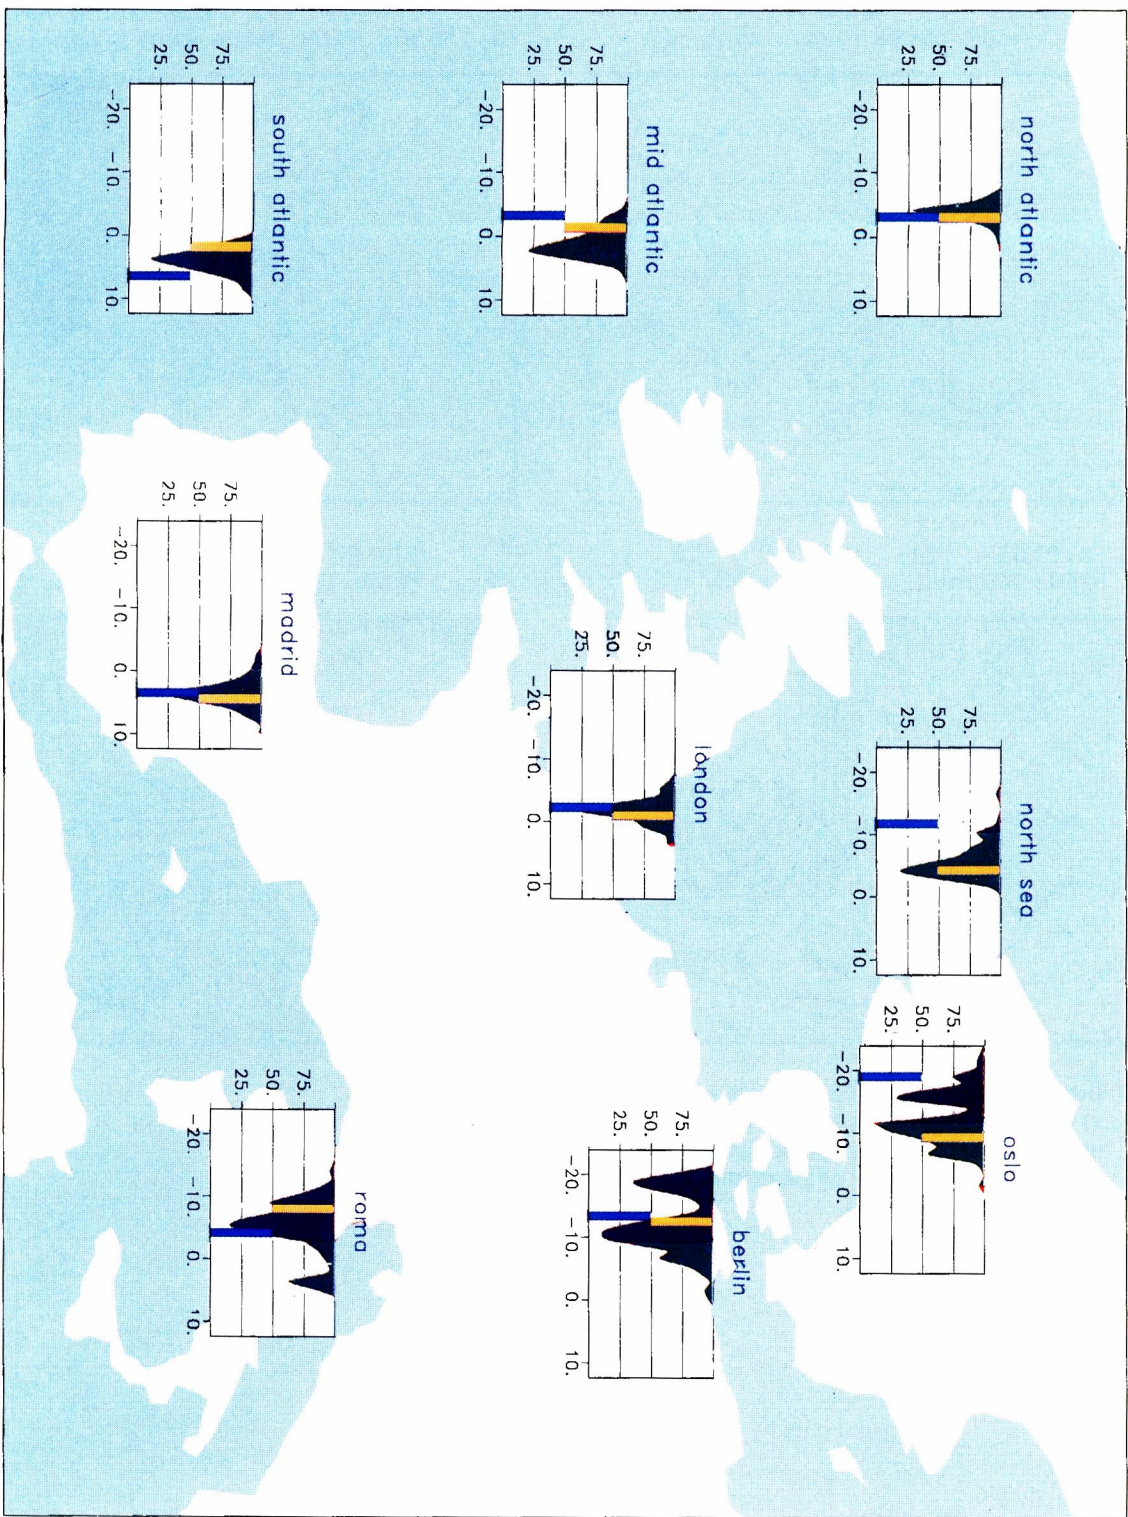 north atlantic
75.
50.
25.
-20. -10. 0. 10.
north sea
75.
50.
25.
-20. -10. 0. 10.
oslo
75.
50.
25.
-20. -10. 0. 10.
mid atlantic
75.
50.
25.
-20. -10. 0. 10.
london
75.
50.
25.
-20. -10. 0. 10.
berlin
75.
50.
25.
-20. -10. 0. 10.
south atlantic
75.
50.
25.
-20. -10. 0. 10.
madrid
75.
50.
25.
-20. -10. 0. 10.
roma
75.
50.
25.
-20. -10. 0. 10.